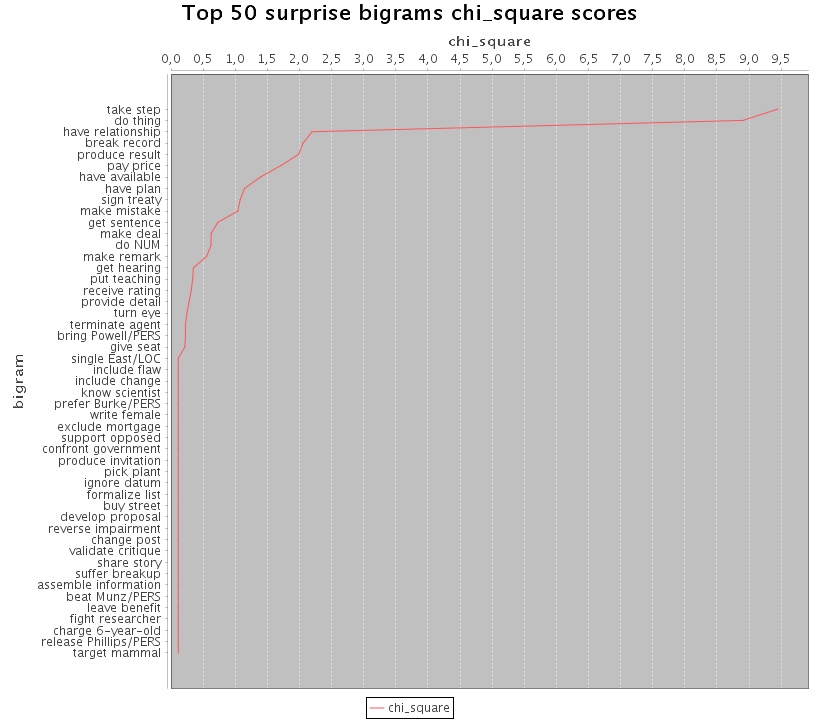 Top 50 surprise bigrams chi_square scores
chi_square
0,0 0,5 1,0 1,5 2,0 2,5 3,0 3,5 4,0 4,5 5,0 5,5 6,0 6,5 7,0 7,5 8,0 8,5 9,0 9,5
bigram
take step
do thing
have relationship
break record
produce result
pay price
have available
have plan
sign treaty
make mistake
get sentence
make deal
do NUM
make remark
get hearing
put teaching
receive rating
provide detail
turn eye
terminate agent
bring Powell/PERS
give seat
single East/LOC
include flaw
include change
know scientist
prefer Burke/PERS
write female
exclude mortgage
support opposed
confront government
produce invitation
pick plant
ignore datum
formalize list
buy street
develop proposal
reverse impairment
change post
validate critique
share story
suffer breakup
assemble information
beat Munz/PERS
leave benefit
fight researcher
charge 6-year-old
release Phillips/PERS
target mammal
chi_square